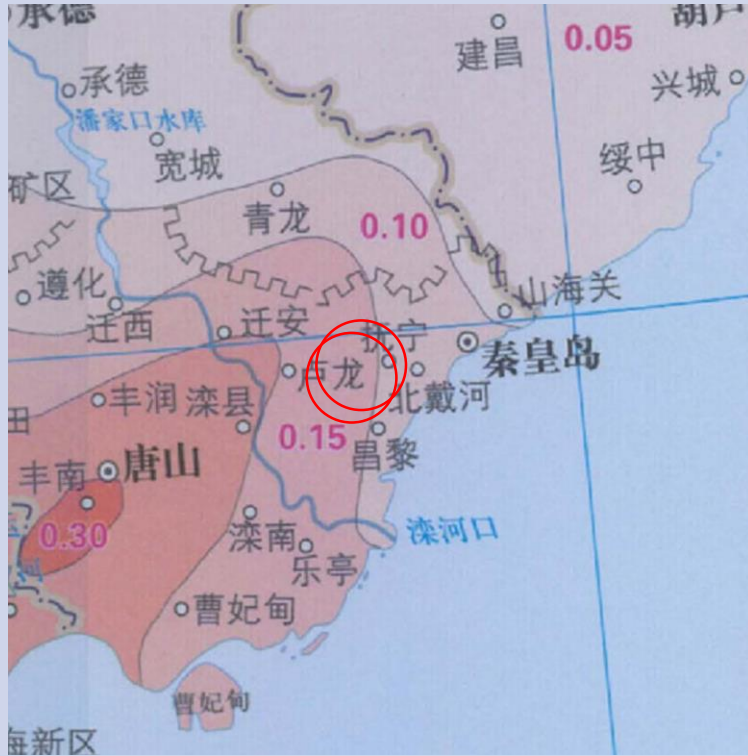 承德
葫芦
0.05
建昌
兴城
承德
潘家口水库
宽城
绥中
矿区
青龙
0.10
遵化
迁西
迁安
山海关
抚宁
秦皇岛
卢龙
北戴河
丰润
滦县
田
0.15
昌黎
唐山
丰南
0.30
滦南
滦河口
乐亭
河
曹妃甸
曹妃甸
海新区